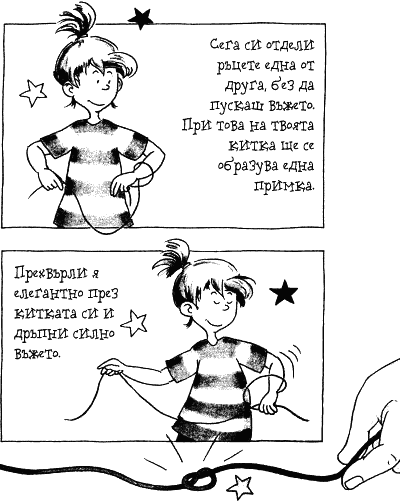 Сега си отдели
ръцете една от
друга, без да
пускаш въжето.
При това на твоята
китка ще се
образува една
примка.
Прехвърли я
елегантно през
китката си и
дръпни силно
въжето.